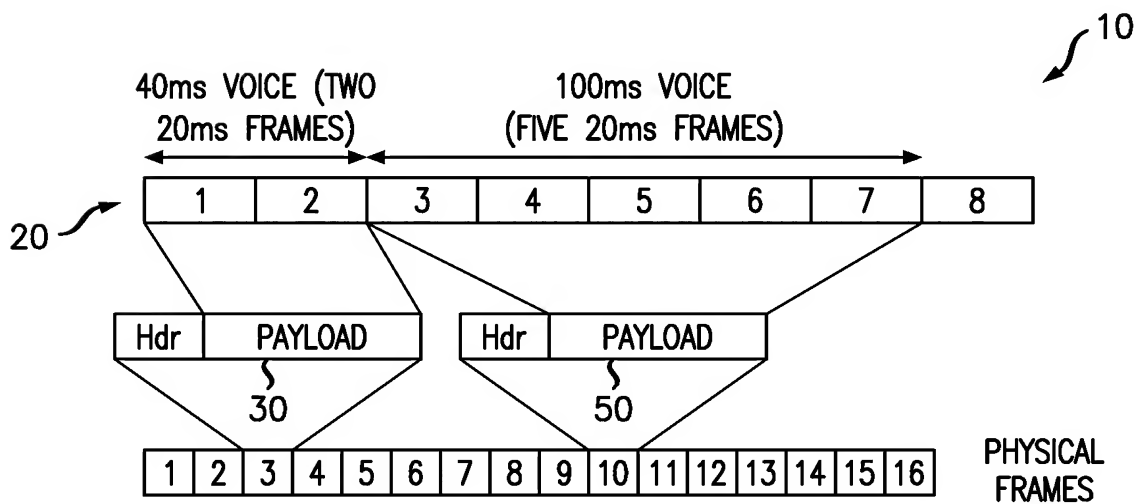 10
40ms VOICE (TWO
20ms FRAMES)
100ms VOICE
(FIVE 20ms FRAMES)
1 2 3 4 5 6 7 8
20
Hdr PAYLOAD Hdr PAYLOAD
30 50
1 2 3 4 5 6 7 8 9 10 11 12 13 14 15 16
PHYSICAL
FRAMES